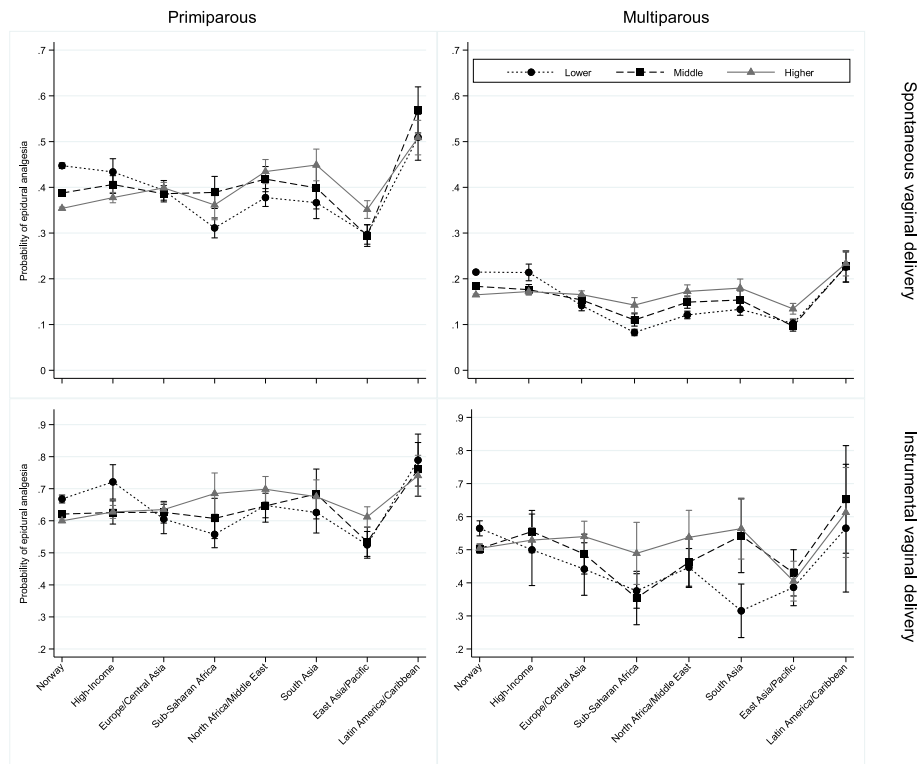 Primiparous
Multiparous
Probability of epidural analgesia
.7
.6
.5
.4
.3
.2
.1
0
.7
.6
.5
.4
.3
.2
.1
0
Lower Middle Higher
Spontaneous vaginal delivery
Probability of epidural analgesia
.9
.8
.7
.6
.5
.4
.3
.2
Norway
High-Income
Europe/Central Asia
Sub-Saharan Africa
North Africa/Middle East
South Asia
East Asia/Pacific
Latin America/Caribbean
.9
.8
.7
.6
.5
.4
.3
.2
Norway
High-Income
Europe/Central Asia
Sub-Saharan Africa
North Africa/Middle East
South Asia
East Asia/Pacific
Latin America/Caribbean
Instrumental vaginal delivery